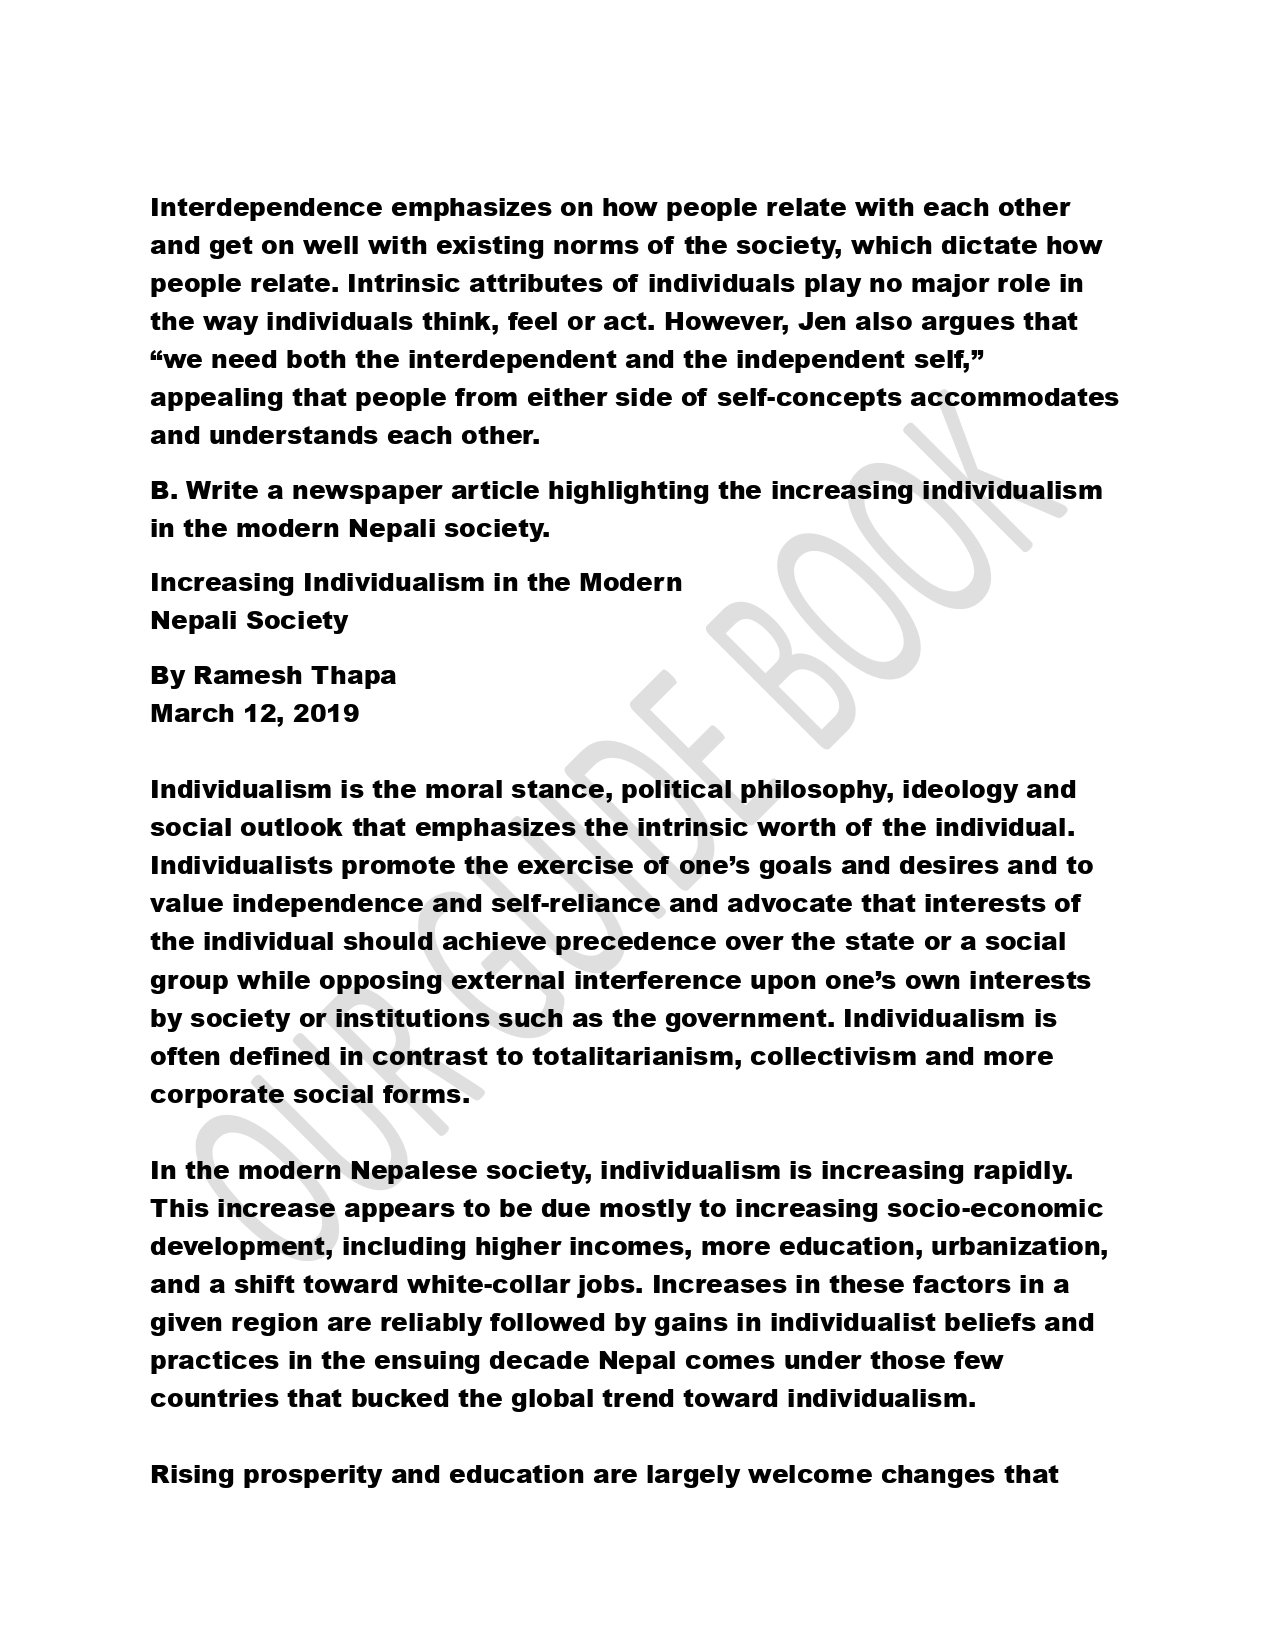 Interdependence emphasizes on how people relate with each other
and get on well with existing norms of the society, which dictate how
people relate. Intrinsic attributes of individuals play no major role in
the way individuals think, feel or act. However, Jen also argues that
“we need both the interdependent and the independent self,”
appealing that people from either side of self-concepts accommodates
and understands each other.
B. Write a newspaper article highlighting the increasing individualism
in the modern Nepali society.
Increasing Individualism in the Modern
Nepali Society
By Ramesh Thapa
March 12, 2019
Individualism is the moral stance, political philosophy, ideology and
social outlook that emphasizes the intrinsic worth of the individual.
Individualists promote the exercise of one’s goals and desires and to
value independence and self-reliance and advocate that interests of
the individual should achieve precedence over the state or a social
group while opposing external interference upon one’s own interests
by society or institutions such as the government. Individualism is
often defined in contrast to totalitarianism, collectivism and more
corporate social forms.
In the modern Nepalese society, individualism is increasing rapidly.
This increase appears to be due mostly to increasing socio-economic
development, including higher incomes, more education, urbanization,
and a shift toward white-collar jobs. Increases in these factors in a
given region are reliably followed by gains in individualist beliefs and
practices in the ensuing decade Nepal comes under those few
countries that bucked the global trend toward individualism.
Rising prosperity and education are largely welcome changes that
OUR GUIDE BOOK